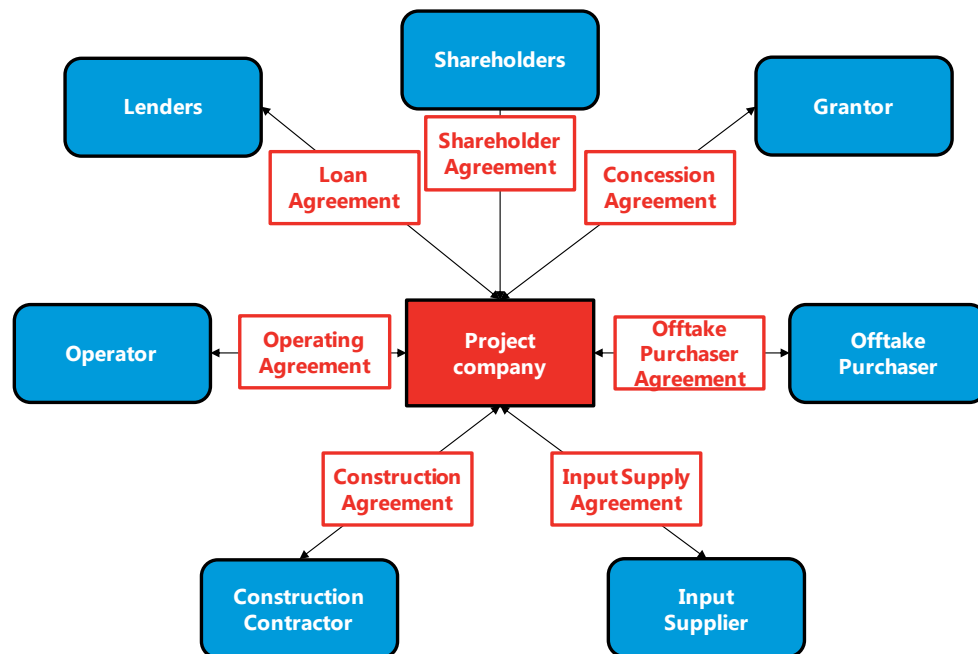 Shareholders
Lenders
Grantor
Shareholder
Agreement
Loan
Agreement
Concession
Agreement
Operator
Operating
Agreement
Project
company
Offtake
Purchaser
Agreement
Offtake
Purchaser
Construction
Agreement
Input Supply
Agreement
Construction
Contractor
Input
Supplier